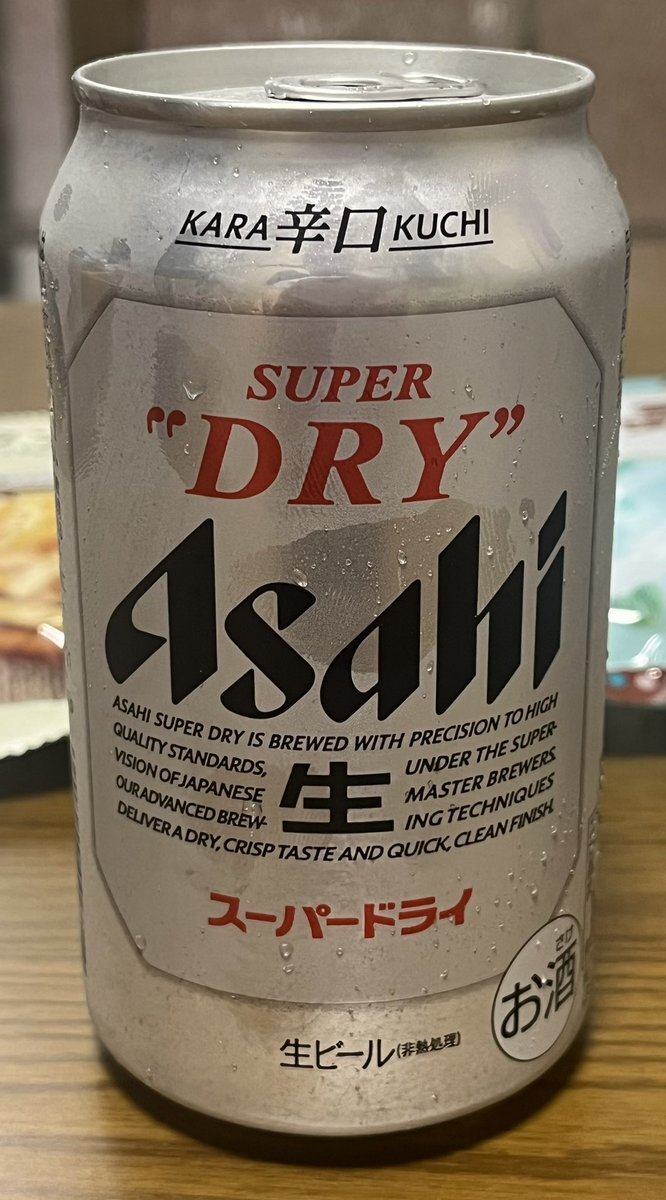 KARA 辛口 KUCHI
SUPER
"DRY"
Asahi
ASAHI SUPER DRY IS BREWED WITH PRECISION TO HIGH
QUALITY STANDARDS, UNDER THE SUPER-
VISION OF JAPANESE MASTER BREWERS.
OUR ADVANCED BREW- ING TECHNIQUES
生
DELIVER A DRY, CRISP TASTE AND QUICK, CLEAN FINISH.
スーパードライ
さけ
お酒
生ビール(非熱処理)